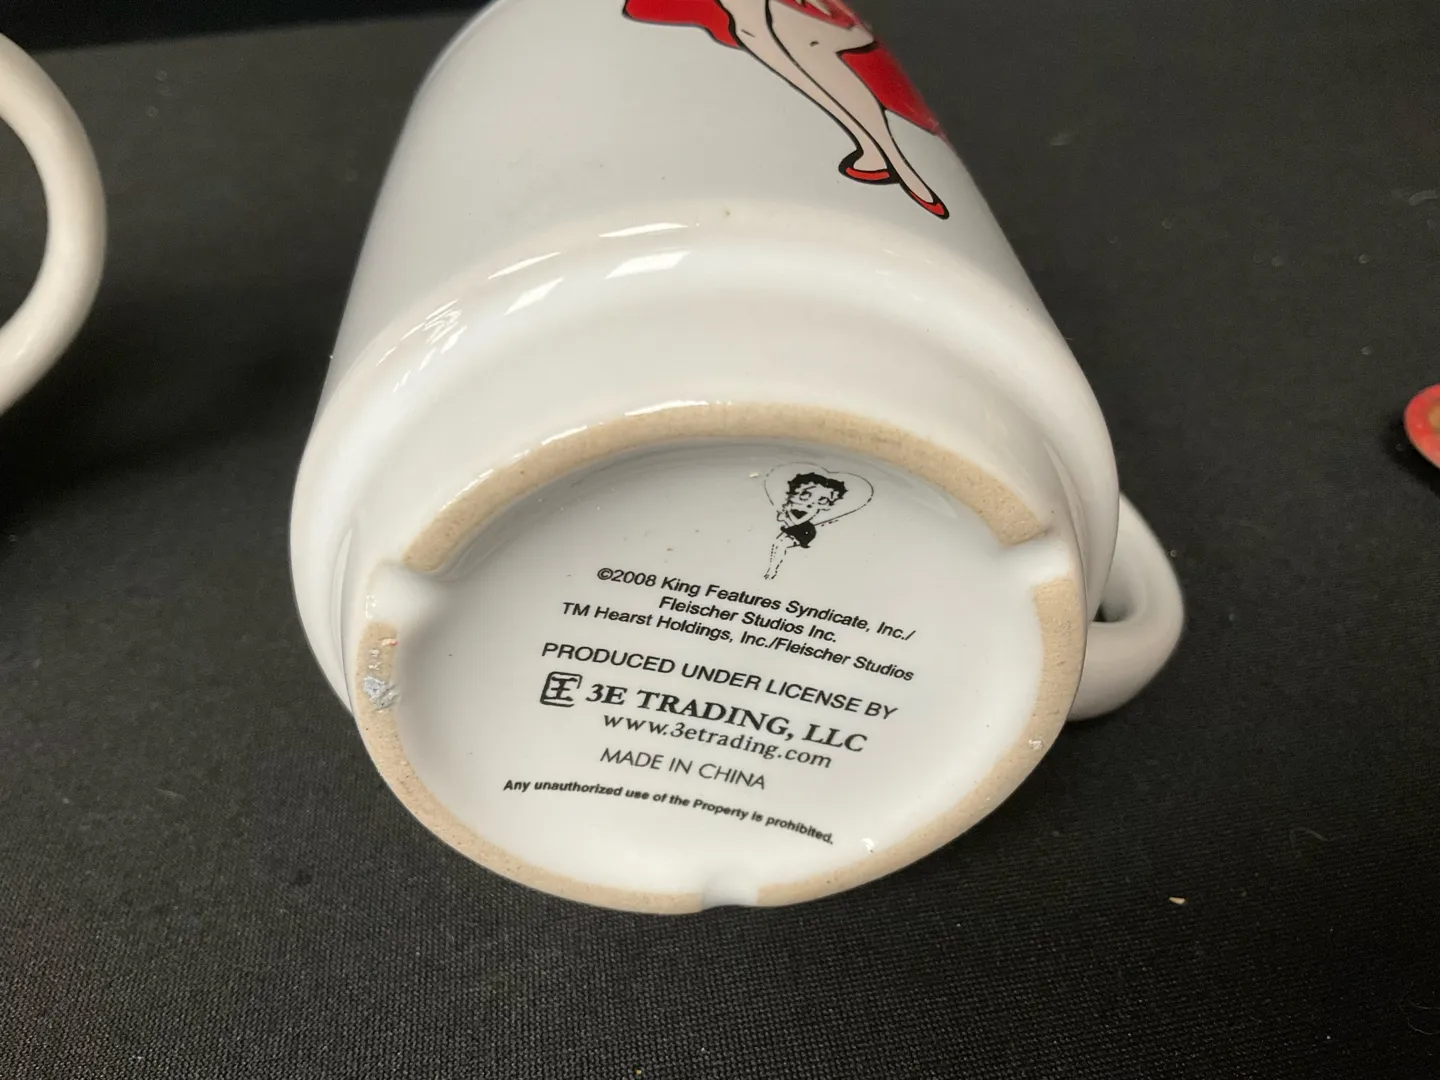 ©2008 King Features Syndicate, Inc./
Fleischer Studios Inc.
TM Hearst Holdings, Inc./Fleischer Studios
PRODUCED UNDER LICENSE BY
3E TRADING, LLC
www.3etrading.com
MADE IN CHINA
Any unauthorized use of the Property is prohibited.